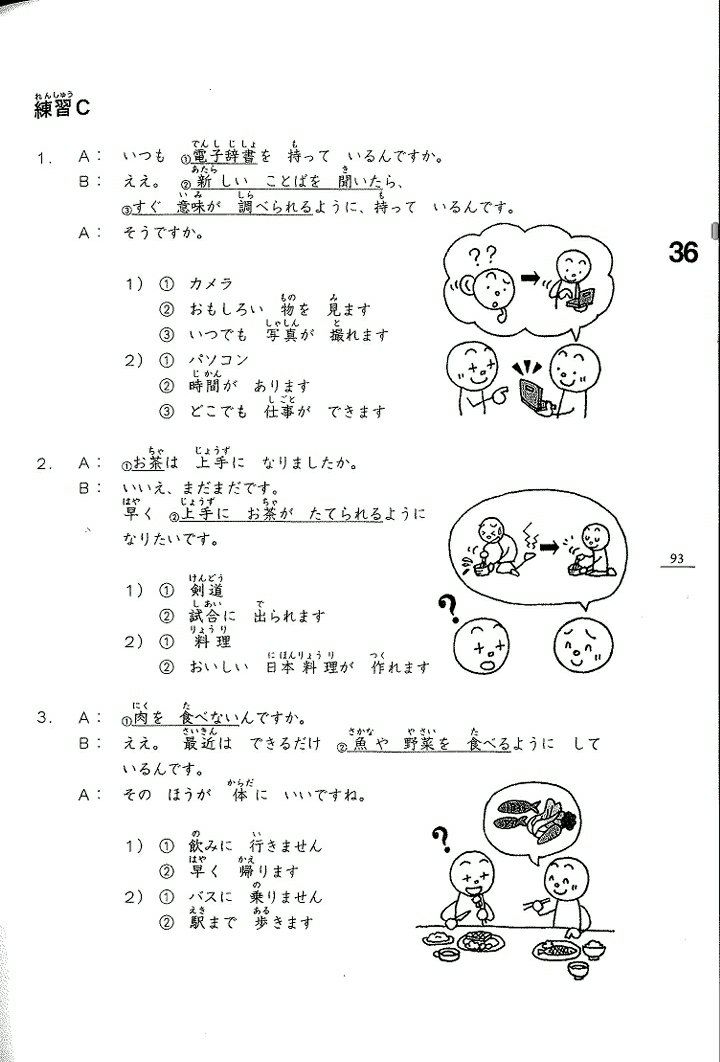 練習C
1. A： いつも ①電子辞書を 持って いるんですか。
B： ええ。 ②新しい ことばを 聞いたら、
③すぐ 意味が 調べられるように、持って いるんです。
A： そうですか。
1） ① カメラ
② おもしろい 物を 見ます
③ いつでも 写真が 撮れます
2） ① パソコン
② 時間が あります
③ どこでも 仕事が できます
??
36
2. A： ①お茶は 上手に なりましたか。
B： いいえ、まだまだです。
早く ②上手に お茶が たてられるように
なりたいです。
1） ① 剣道
② 試合に 出られます
2） ① 料理
② おいしい 日本料理が 作れます
?
93
3. A： ①肉を 食べないんですか。
B： ええ。 最近は できるだけ ②魚や 野菜を 食べるように して
いるんです。
A： その ほうが 体に いいですね。
1） ① 飲みに 行きません
② 早く 帰ります
2） ① バスに 乗りません
② 駅まで 歩きます
?